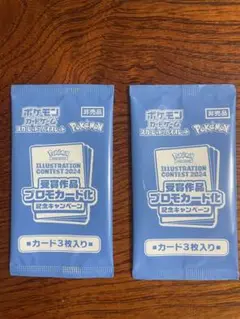 ポケモン
カードゲーム
スカーレット&バイオレット
非売品
Pokémon
Pokémon
ILLUSTRATION
CONTEST 2024
受賞作品
プロモカード化
記念キャンペーン
カード3枚入り
ポケモン
カードゲーム
スカーレット&バイオレット
非売品
Pokémon
Pokémon
ILLUSTRATION
CONTEST 2024
受賞作品
プロモカード化
記念キャンペーン
カード3枚入り